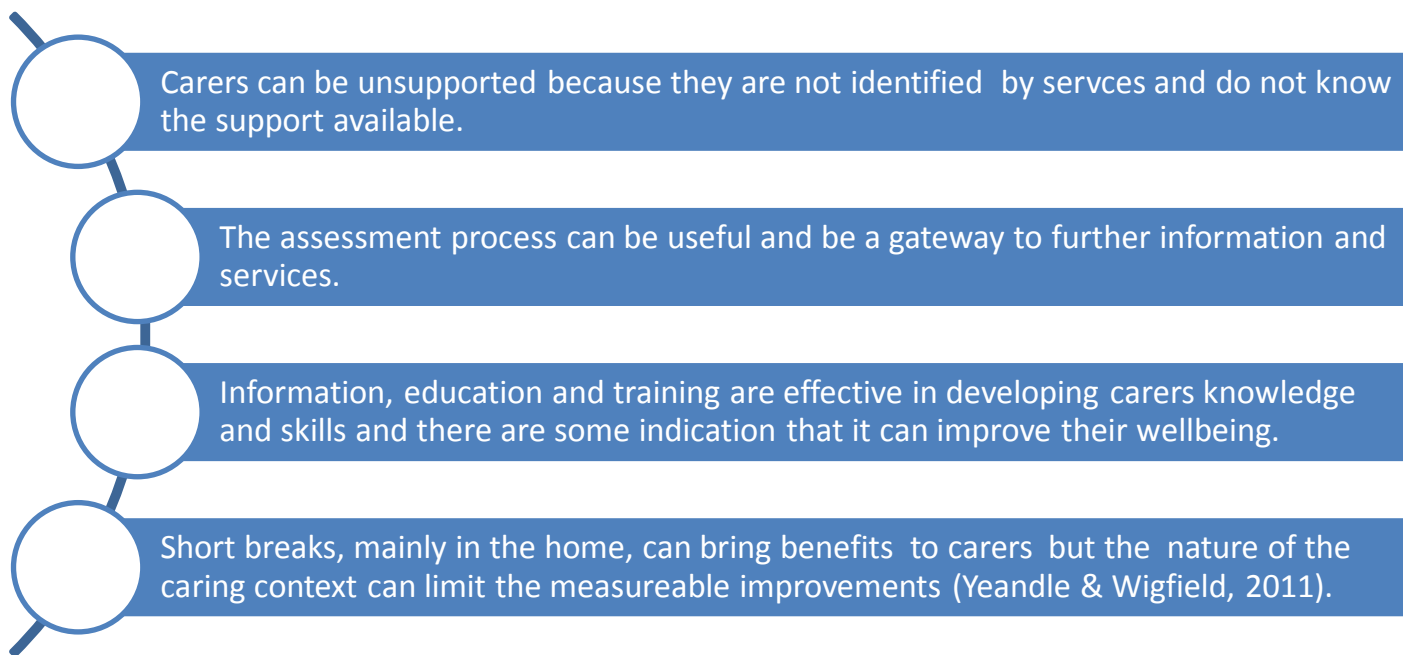 Carers can be unsupported because they are not identified  by servces and do not know
the support available.
The assessment process can be useful and be a gateway to further information and
services.
Information, education and training are effective in developing carers knowledge
and skills and there are some indication that it can improve their wellbeing.
Short breaks, mainly in the home, can bring benefits  to carers  but the  nature of the
caring context can limit the measureable improvements (Yeandle & Wigfield, 2011).